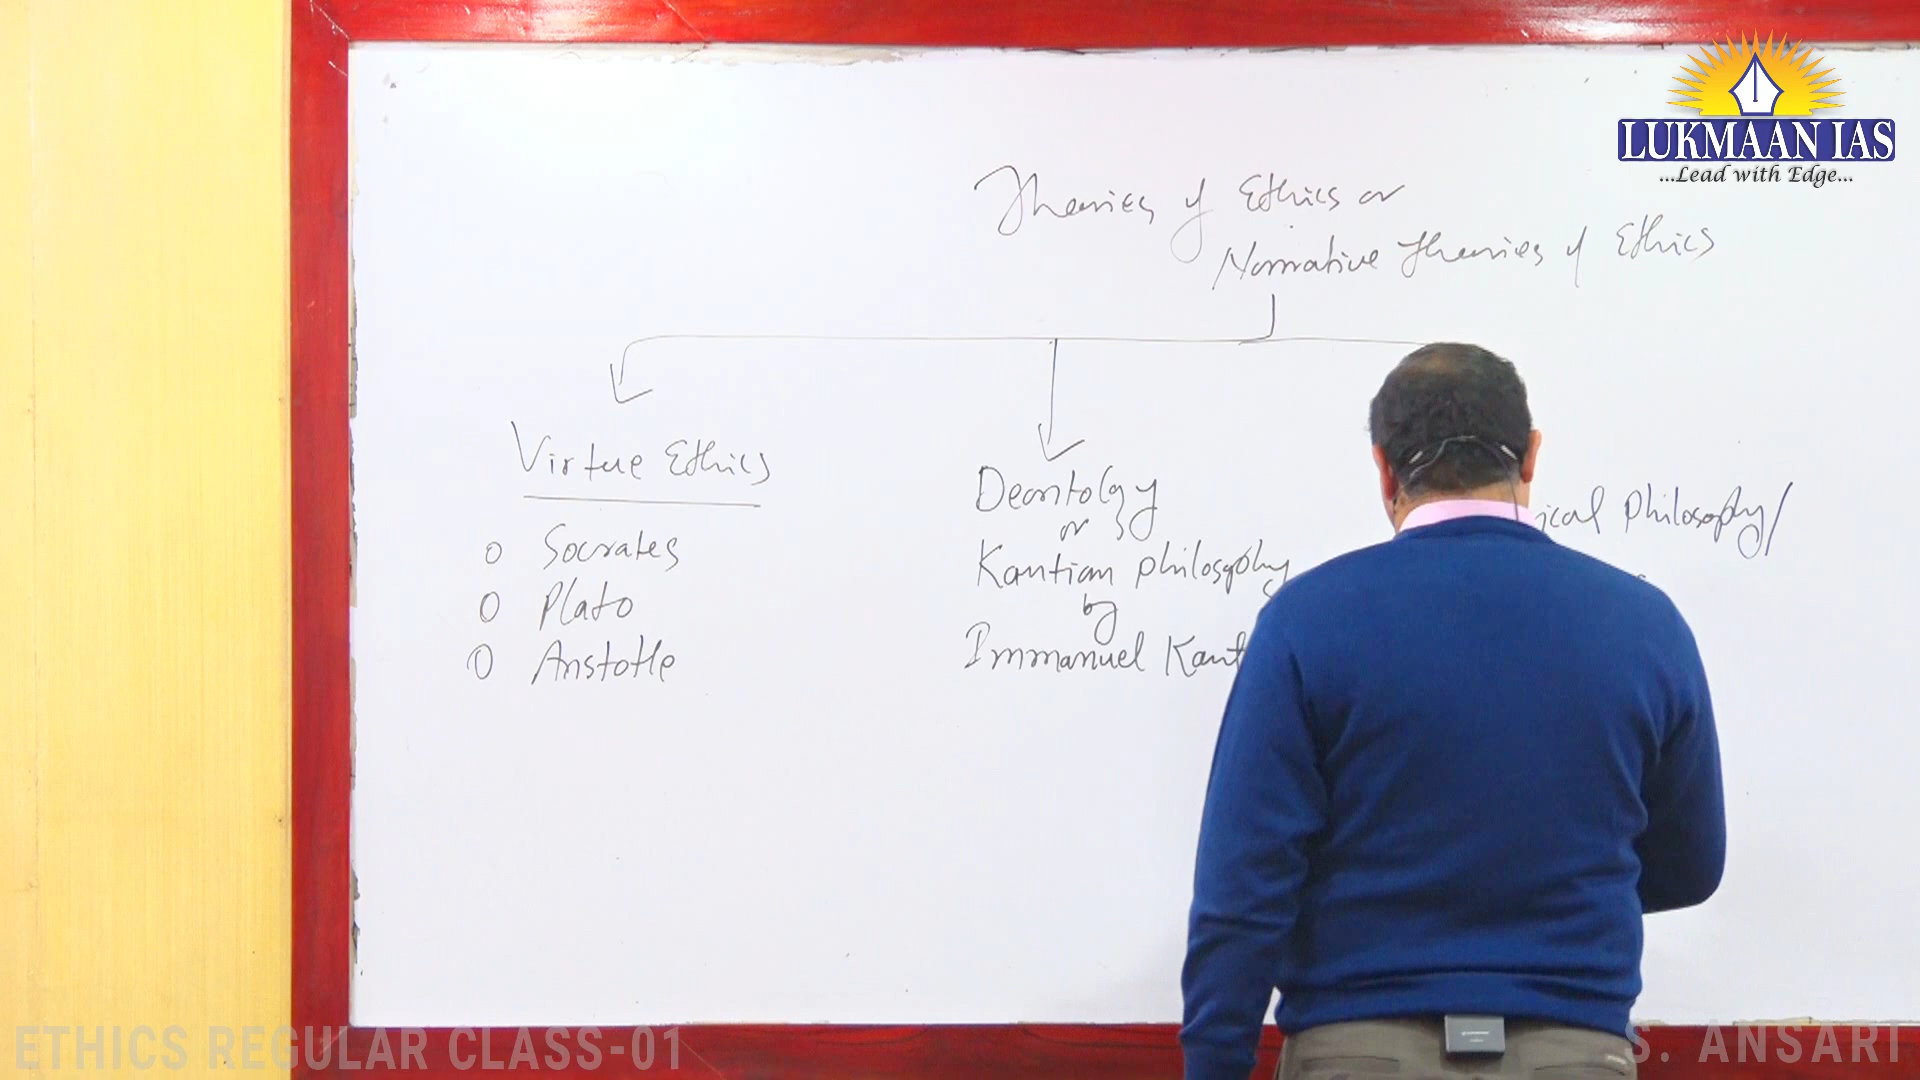 LUKMAAN IAS
...Lead with Edge...
Theories of Ethics or
Normative Theories of Ethics
Virtue Ethics
o Socrates
o Plato
o Aristotle
Deontology
or
Kantian Philosophy
by
Immanuel Kant
ical Philosophy/
ETHICS REGULAR CLASS-01
S. ANSARI